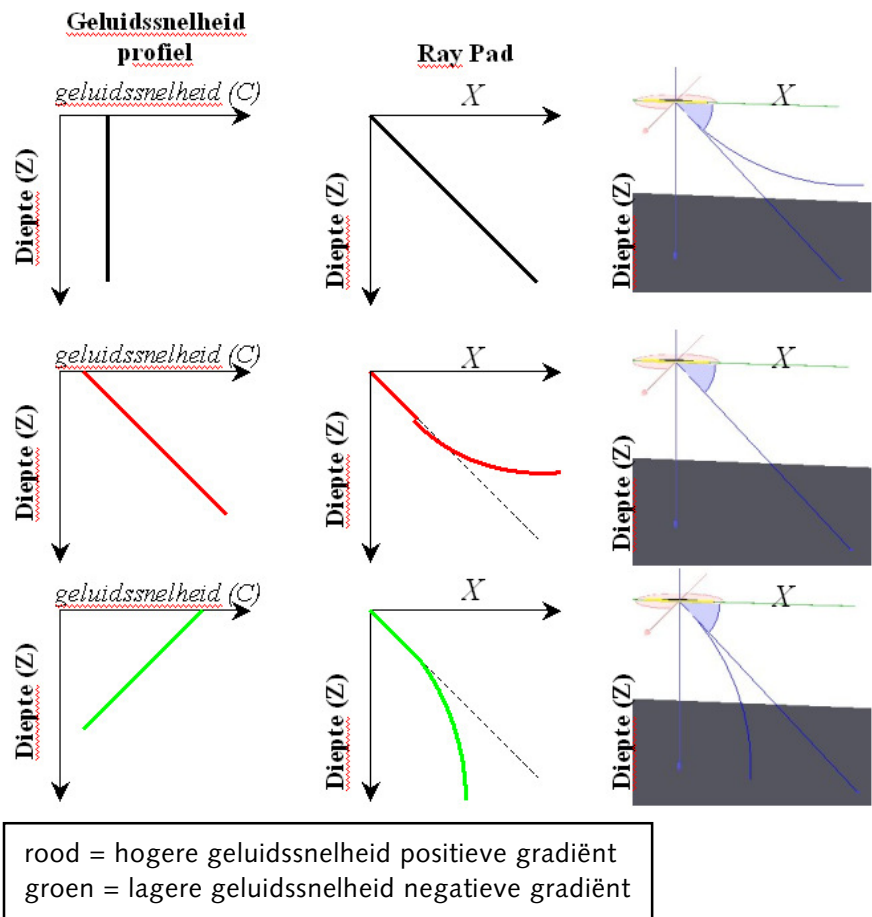 Geluidssnelheid
profiel
Ray Pad
geluidssnelheid (C)
X
X
Diepte (Z)
Diepte (Z)
Diepte (Z)
geluidssnelheid (C)
X
X
Diepte (Z)
Diepte (Z)
Diepte (Z)
geluidssnelheid (C)
X
X
Diepte (Z)
Diepte (Z)
Diepte (Z)
rood = hogere geluidssnelheid positieve gradiënt
groen = lagere geluidssnelheid negatieve gradiënt